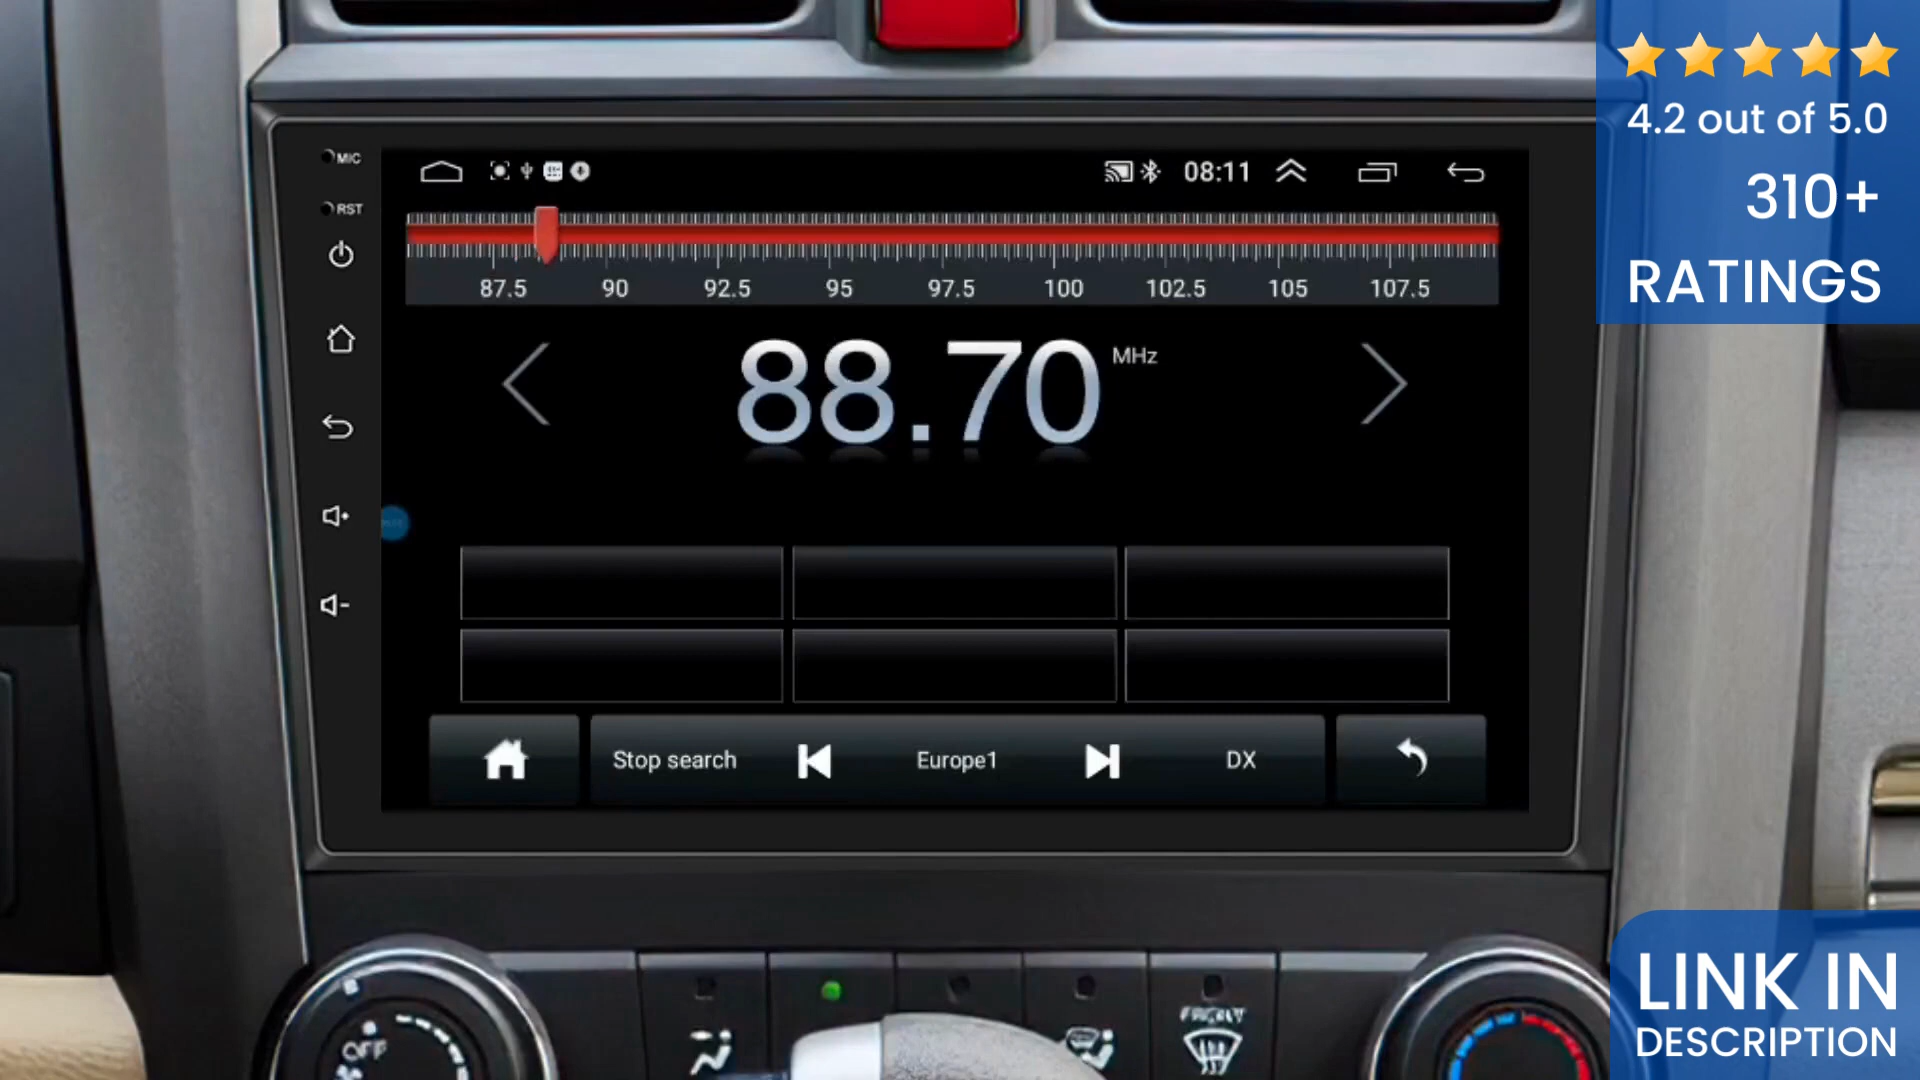 MIC
RST
08:11
87.5 90 92.5 95 97.5 100 102.5 105 107.5
88.70 MHz
Stop search Europe1 DX
4.2 out of 5.0
310+
RATINGS
OFF
FRONT
LINK IN
DESCRIPTION